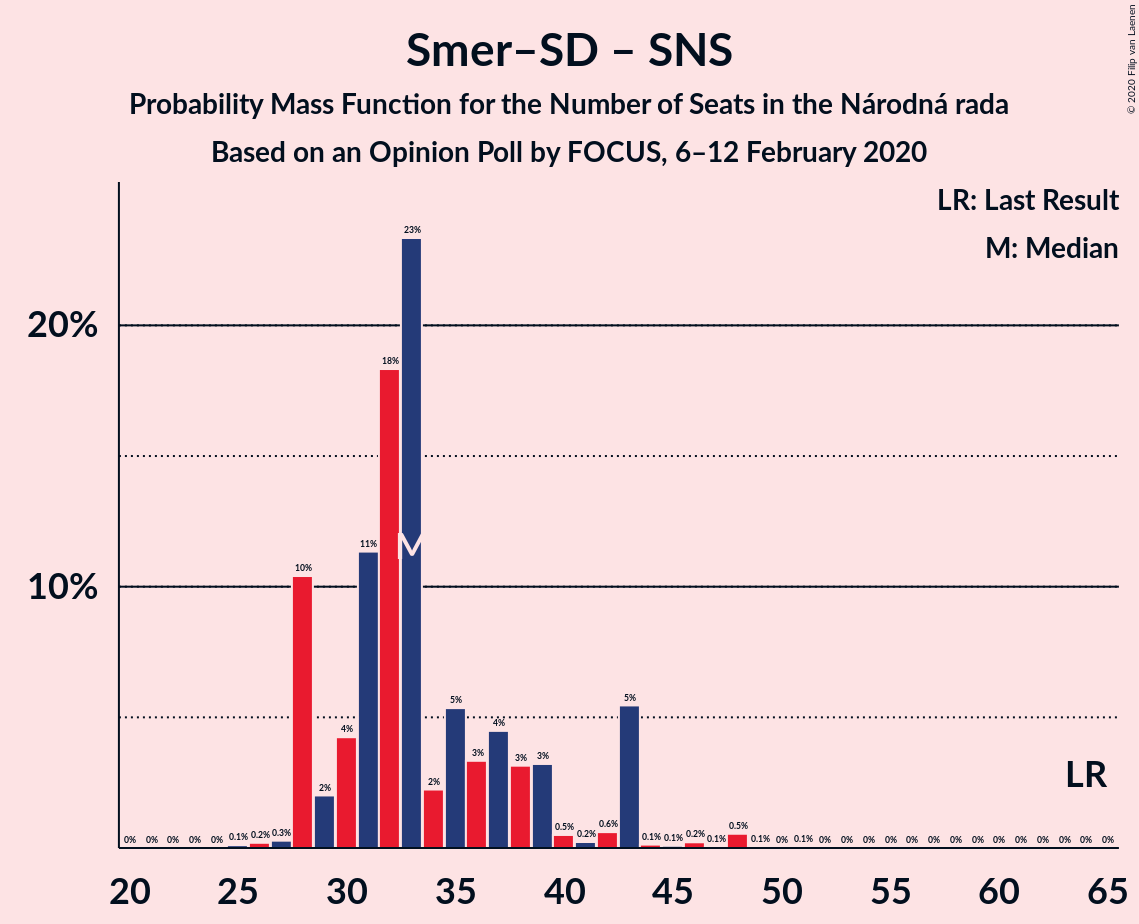 Smer–SD – SNS
Probability Mass Function for the Number of Seats in the Národná rada
Based on an Opinion Poll by FOCUS, 6–12 February 2020
© 2020 Filip van Laenen
LR: Last Result
M: Median
20%
10%
0% 0% 0% 0% 0% 0.1% 0.2% 0.3% 10% 2% 4% 11% 18% 23% 2% 5% 3% 4% 3% 3% 0.5% 0.2% 0.6% 5% 0.1% 0.1% 0.2% 0.1% 0.5% 0.1% 0% 0.1% 0% 0% 0% 0% 0% 0% 0% 0% 0% 0% 0% 0% 0% 0%
M
LR
20 25 30 35 40 45 50 55 60 65